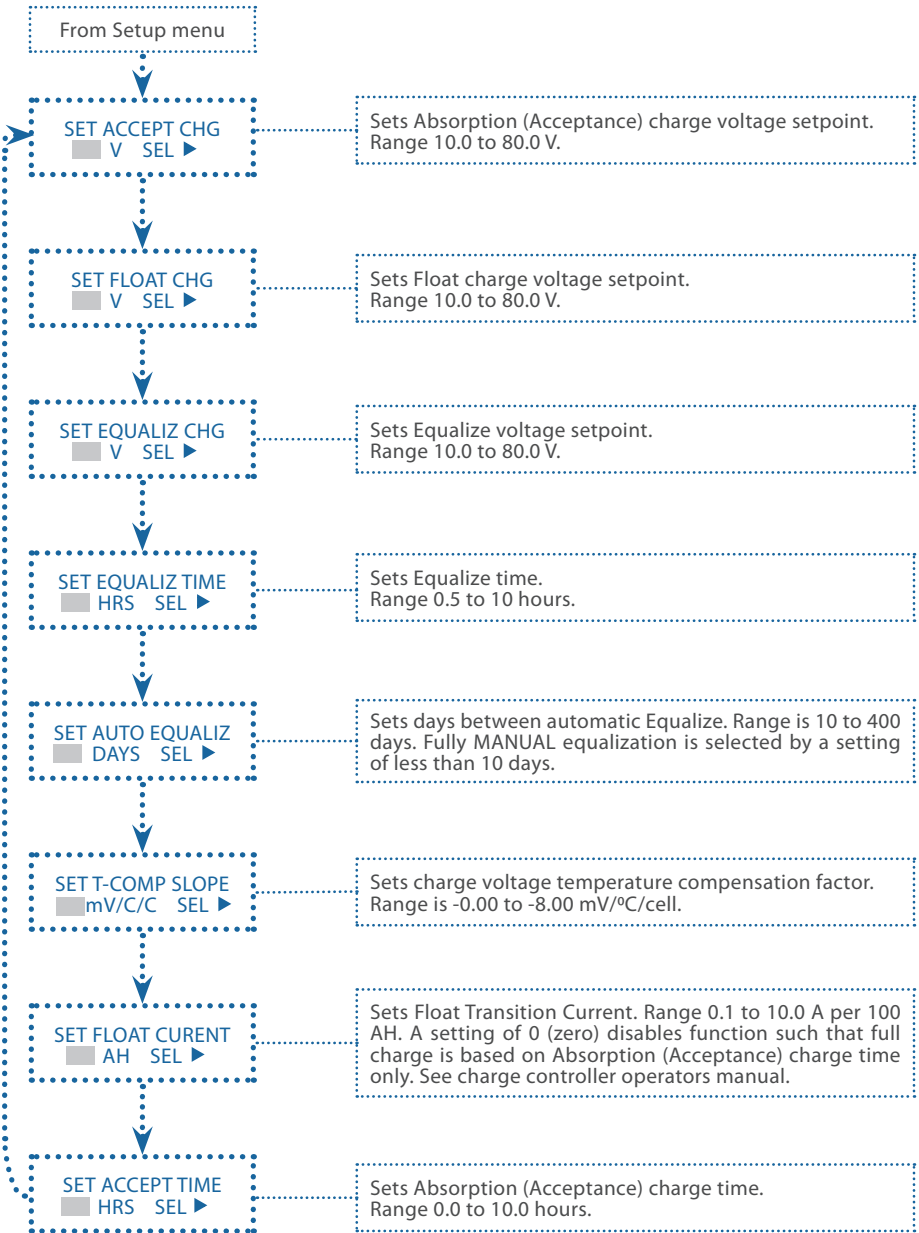 From Setup menu
SET ACCEPT CHG
V SEL ▶
Sets Absorption (Acceptance) charge voltage setpoint.
Range 10.0 to 80.0 V.
SET FLOAT CHG
V SEL ▶
Sets Float charge voltage setpoint.
Range 10.0 to 80.0 V.
SET EQUALIZ CHG
V SEL ▶
Sets Equalize voltage setpoint.
Range 10.0 to 80.0 V.
SET EQUALIZ TIME
HRS SEL ▶
Sets Equalize time.
Range 0.5 to 10 hours.
SET AUTO EQUALIZ
DAYS SEL ▶
Sets days between automatic Equalize. Range is 10 to 400
days. Fully MANUAL equalization is selected by a setting
of less than 10 days.
SET T-COMP SLOPE
mV/C/C SEL ▶
Sets charge voltage temperature compensation factor.
Range is -0.00 to -8.00 mV/ºC/cell.
SET FLOAT CURENT
AH SEL ▶
Sets Float Transition Current. Range 0.1 to 10.0 A per 100
AH. A setting of 0 (zero) disables function such that full
charge is based on Absorption (Acceptance) charge time
only. See charge controller operators manual.
SET ACCEPT TIME
HRS SEL ▶
Sets Absorption (Acceptance) charge time.
Range 0.0 to 10.0 hours.